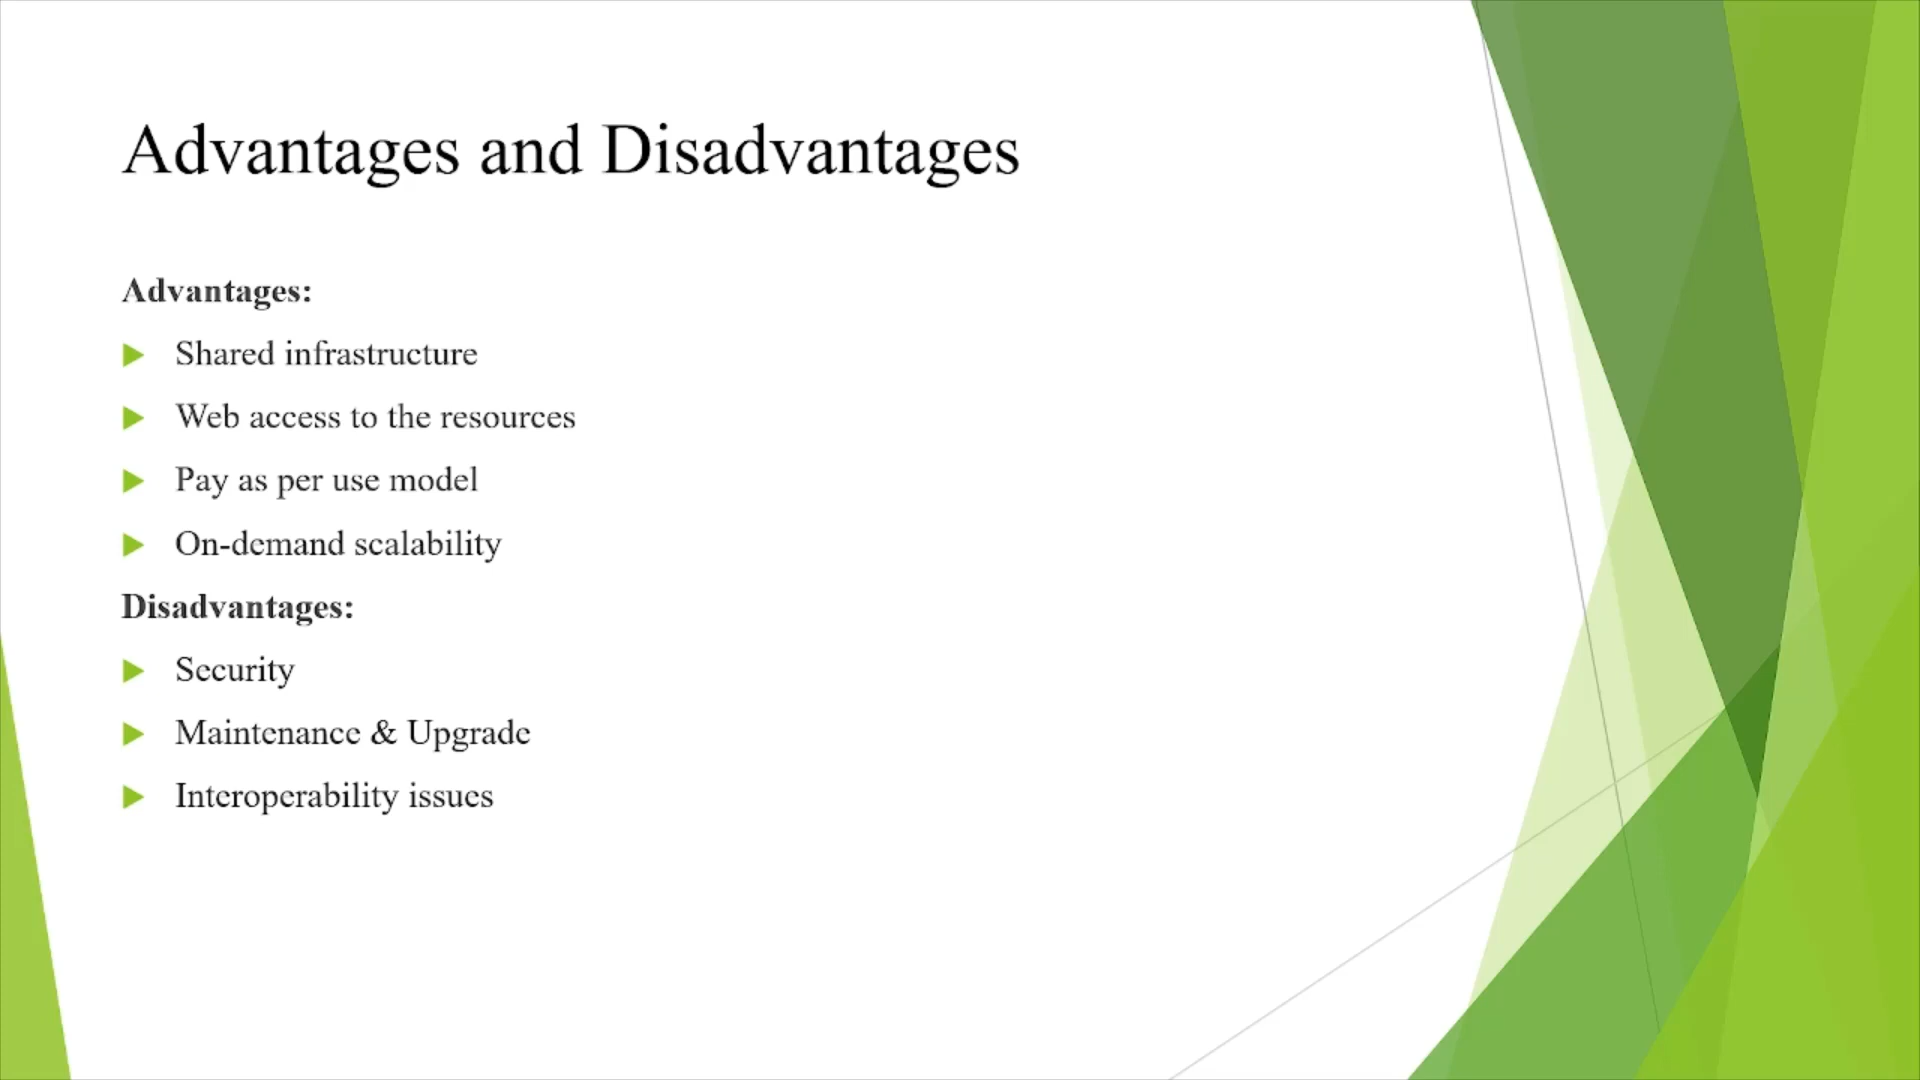 Advantages and Disadvantages
Advantages:
Shared infrastructure
Web access to the resources
Pay as per use model
On-demand scalability
Disadvantages:
Security
Maintenance & Upgrade
Interoperability issues